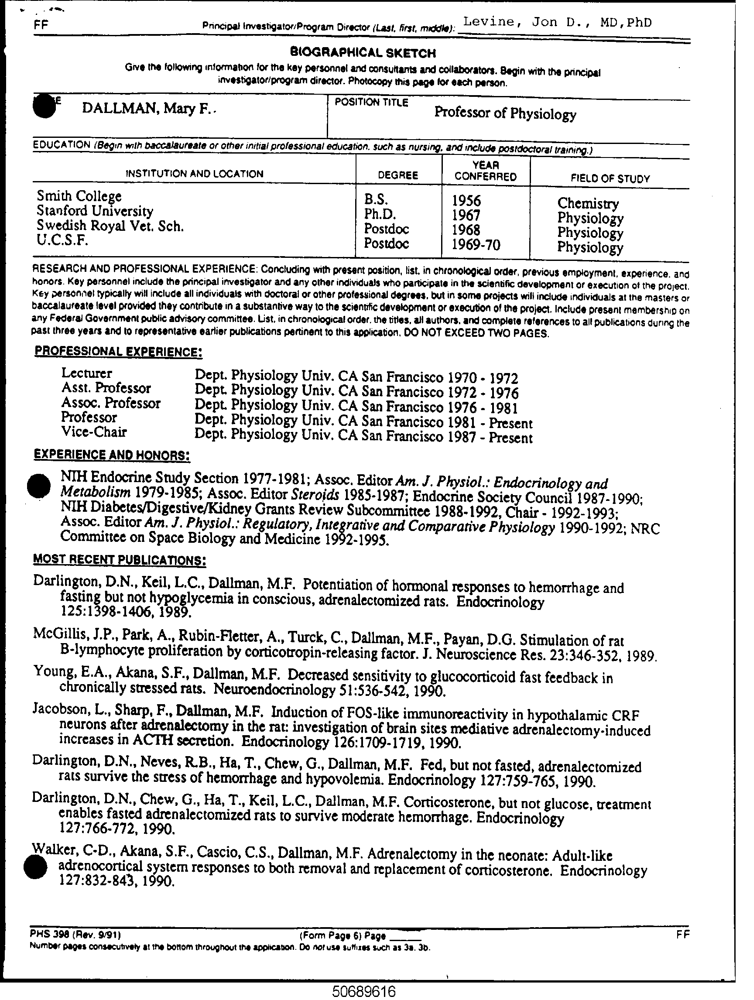 FF
Principal Investigator/Program Director (Last, first, middle): Levine, Jon D., MD,PhD
BIOGRAPHICAL SKETCH
Give the following information for the key personnel and consultants and collaborators. Begin with the principal
investigator/program director. Photocopy this page for each person.
DALLMAN, Mary F..
POSITION TITLE
Professor of Physiology
EDUCATION (Begin with baccalaureate or other initial professional education, such as nursing, and include postdoctoral training.)
INSTITUTION AND LOCATION DEGREE YEAR CONFERRED FIELD OF STUDY
Smith College B.S. 1956 Chemistry
Stanford University Ph.D. 1967 Physiology
Swedish Royal Vet. Sch. Postdoc 1968 Physiology
U.C.S.F. Postdoc 1969-70 Physiology
RESEARCH AND PROFESSIONAL EXPERIENCE: Concluding with present position, list, in chronological order, previous employment, experience, and
honors. Key personnel include the principal investigator and any other individuals who participate in the scientific development or execution of the project.
Key personnel typically will include all individuals with doctoral or other professional degrees, but in some projects will include individuals at the masters or
baccalaureate level provided they contribute in a substantive way to the scientific development or execution of the project. Include present membership on
any Federal Government public advisory committee. List, in chronological order, the titles, all authors, and complete references to all publications during the
past three years and to representative earlier publications pertinent to this application. DO NOT EXCEED TWO PAGES.
PROFESSIONAL EXPERIENCE:
Lecturer Dept. Physiology Univ. CA San Francisco 1970 - 1972
Asst. Professor Dept. Physiology Univ. CA San Francisco 1972 - 1976
Assoc. Professor Dept. Physiology Univ. CA San Francisco 1976 - 1981
Professor Dept. Physiology Univ. CA San Francisco 1981 - Present
Vice-Chair Dept. Physiology Univ. CA San Francisco 1987 - Present
EXPERIENCE AND HONORS:
NIH Endocrine Study Section 1977-1981; Assoc. Editor Am. J. Physiol.: Endocrinology and
Metabolism 1979-1985; Assoc. Editor Steroids 1985-1987; Endocrine Society Council 1987-1990;
NIH Diabetes/Digestive/Kidney Grants Review Subcommittee 1988-1992, Chair - 1992-1993;
Assoc. Editor Am. J. Physiol.: Regulatory, Integrative and Comparative Physiology 1990-1992; NRC
Committee on Space Biology and Medicine 1992-1995.
MOST RECENT PUBLICATIONS:
Darlington, D.N., Keil, L.C., Dallman, M.F. Potentiation of hormonal responses to hemorrhage and
fasting but not hypoglycemia in conscious, adrenalectomized rats. Endocrinology
125:1398-1406, 1989.
McGillis, J.P., Park, A., Rubin-Fletter, A., Turck, C., Dallman, M.F., Payan, D.G. Stimulation of rat
B-lymphocyte proliferation by corticotropin-releasing factor. J. Neuroscience Res. 23:346-352, 1989.
Young, E.A., Akana, S.F., Dallman, M.F. Decreased sensitivity to glucocorticoid fast feedback in
chronically stressed rats. Neuroendocrinology 51:536-542, 1990.
Jacobson, L., Sharp, F., Dallman, M.F. Induction of FOS-like immunoreactivity in hypothalamic CRF
neurons after adrenalectomy in the rat: investigation of brain sites mediative adrenalectomy-induced
increases in ACTH secretion. Endocrinology 126:1709-1719, 1990.
Darlington, D.N., Neves, R.B., Ha, T., Chew, G., Dallman, M.F. Fed, but not fasted, adrenalectomized
rats survive the stress of hemorrhage and hypovolemia. Endocrinology 127:759-765, 1990.
Darlington, D.N., Chew, G., Ha, T., Keil, L.C., Dallman, M.F. Corticosterone, but not glucose, treatment
enables fasted adrenalectomized rats to survive moderate hemorrhage. Endocrinology
127:766-772, 1990.
Walker, C-D., Akana, S.F., Cascio, C.S., Dallman, M.F. Adrenalectomy in the neonate: Adult-like
adrenocortical system responses to both removal and replacement of corticosterone. Endocrinology
127:832-843, 1990.
PHS 398 (Rev. 9/91) (Form Page 6) Page FF
Number pages consecutively at the bottom throughout the application. Do not use suffixes such as 3a, 3b.
50689616